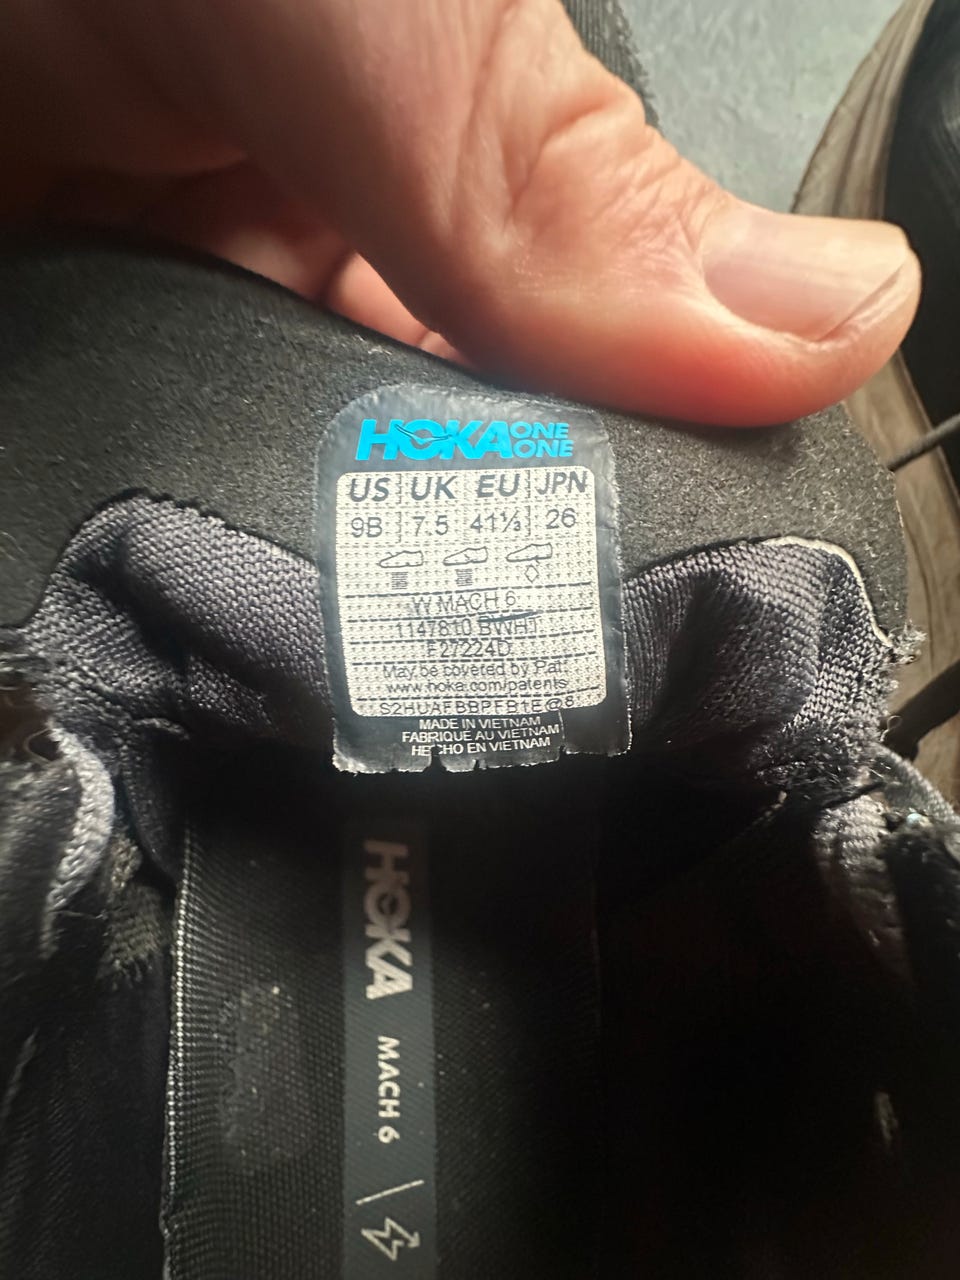 HOKA ONE ONE
US UK EU JPN
9B 7.5 41⅓ 26
W MACH 6
1147810 BWHT
F27224D
May be covered by Pat:
www.hoka.com/patents
S2HUAFBBPFB1E@8
MADE IN VIETNAM
FABRIQUE AU VIETNAM
HECHO EN VIETNAM
HOKA MACH 6